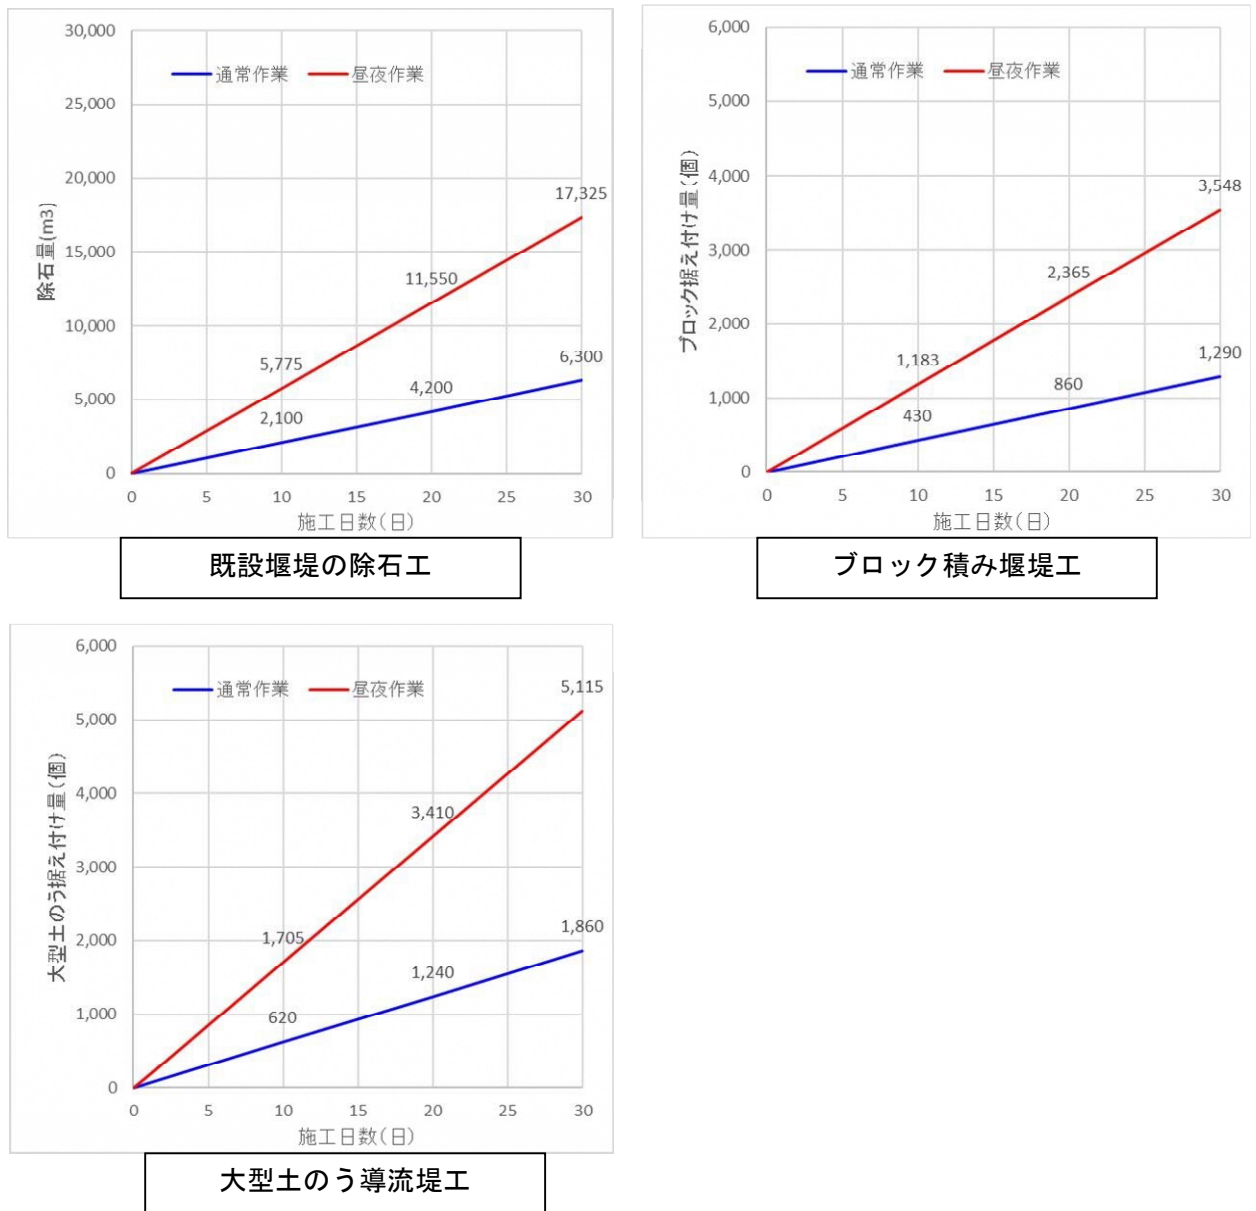 30,000
通常作業 昼夜作業
25,000
20,000
17,325
15,000
11,550
10,000
5,775
6,300
4,200
5,000
2,100
0
0 5 10 15 20 25 30
除石量(m3)
施工日数(日)
既設堰堤の除石工
6,000
通常作業 昼夜作業
5,000
4,000
3,548
3,000
2,365
2,000
1,183
1,290
860
1,000
430
0
0 5 10 15 20 25 30
ブロック据え付け量(個)
施工日数(日)
ブロック積み堰堤工
6,000
通常作業 昼夜作業
5,115
5,000
4,000
3,410
3,000
1,705
1,860
2,000
1,240
1,000
620
0
0 5 10 15 20 25 30
大型土のう据え付け量(個)
施工日数(日)
大型土のう導流堤工